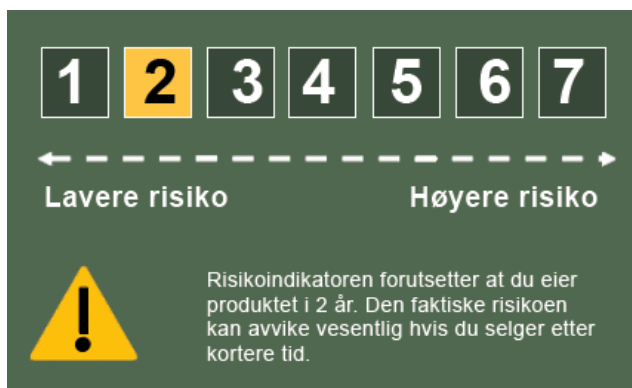 1 2 3 4 5 6 7
Lavere risiko Høyere risiko
Risikoindikatoren forutsetter at du eier
produktet i 2 år. Den faktiske risikoen
kan avvike vesentlig hvis du selger etter
kortere tid.